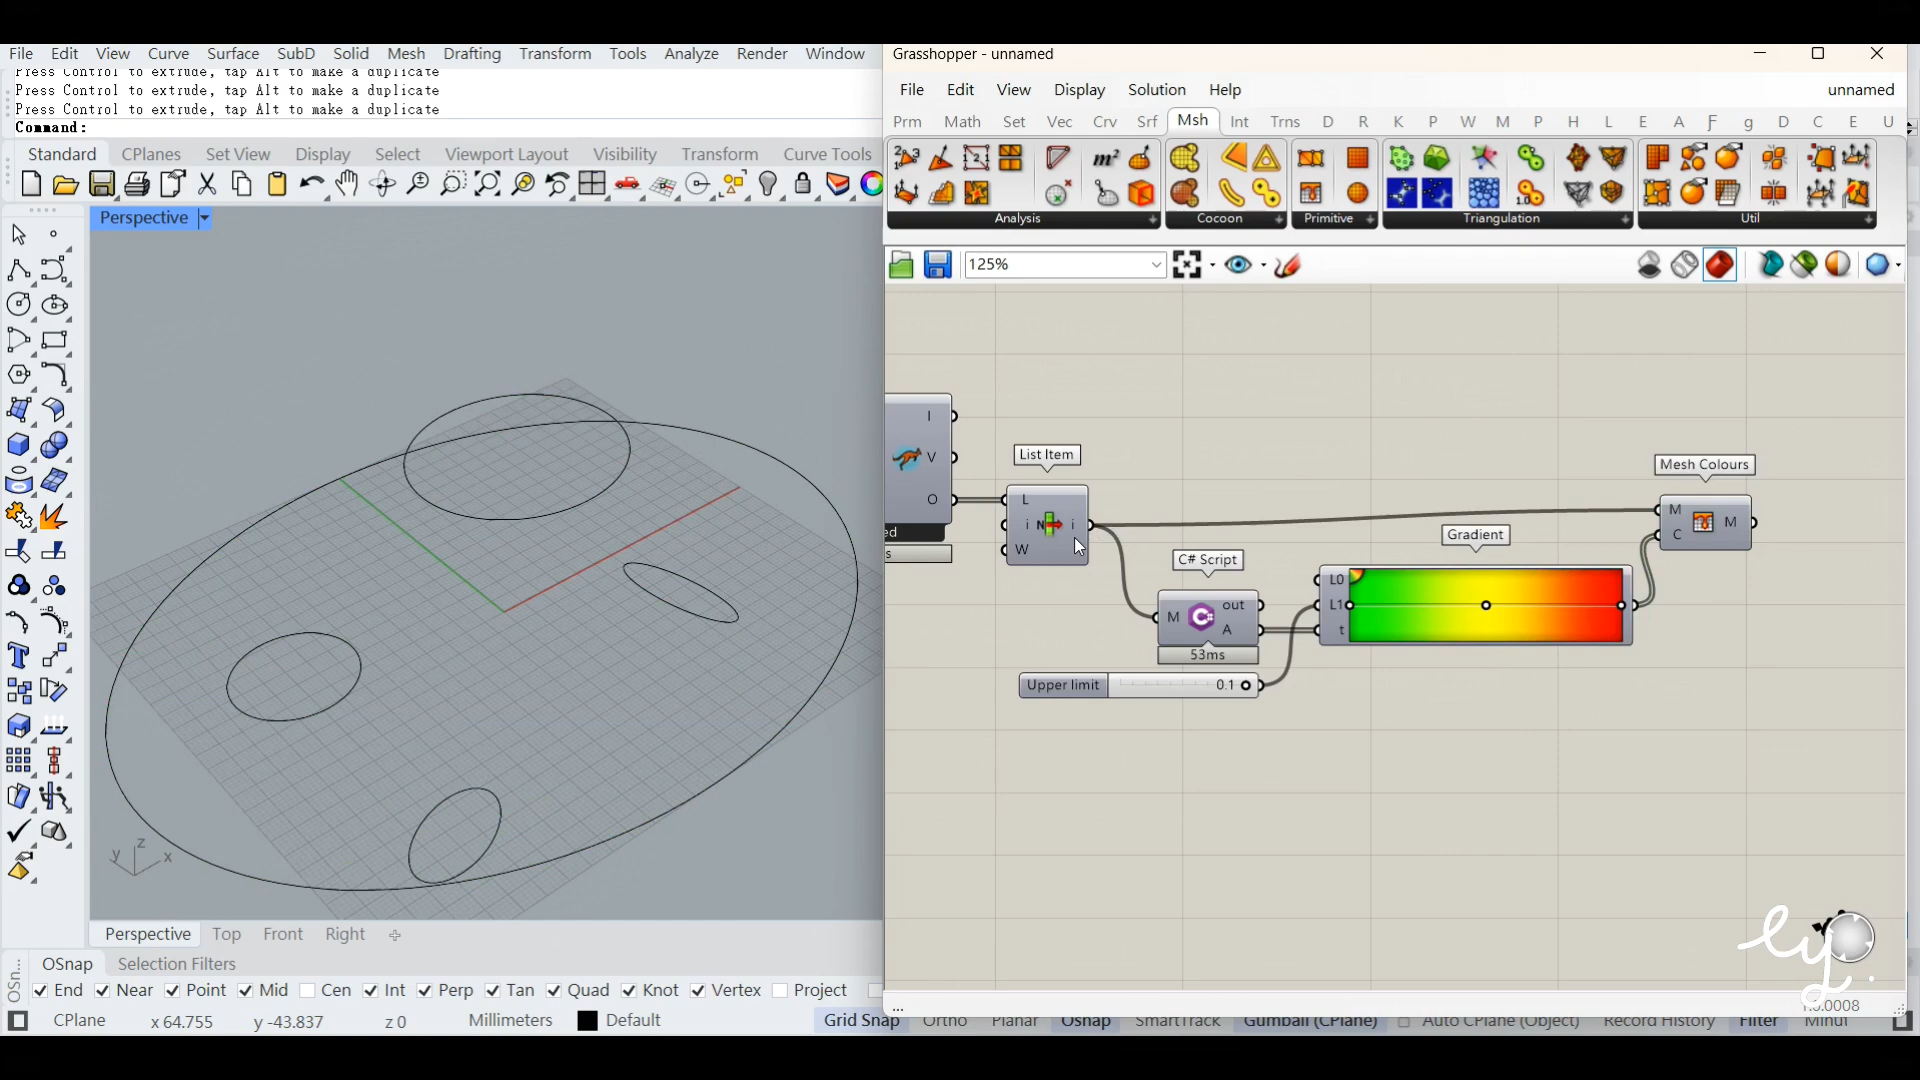 File Edit View Curve Surface SubD Solid Mesh Drafting Transform Tools Analyze Render Window
Press Control to extrude, tap Alt to make a duplicate
Press Control to extrude, tap Alt to make a duplicate
Press Control to extrude, tap Alt to make a duplicate
Command:
Standard CPlanes Set View Display Select Viewport Layout Visibility Transform Curve Tools
Perspective
y z x
Perspective Top Front Right
OSn...
OSnap Selection Filters
End Near Point Mid Cen Int Perp Tan Quad Knot Vertex Project
CPlane x 64.755 y -43.837 z 0 Millimeters Default Grid Snap Ortho Planar Osnap SmartTrack Gumball (CPlane) Auto CPlane (Object) Record History Filter Minu
Grasshopper - unnamed
File Edit View Display Solution Help unnamed
Prm Math Set Vec Crv Srf Msh Int Trns D R K P W M P H L E A F g D C E U
Analysis Cocoon Primitive Triangulation Util
125%
I
V
O
ed
s
List Item
L
i N i
W
C# Script
M C# out
A
53ms
Upper limit 0.1
Gradient
L0
L1
t
Mesh Colours
M M
C
ly..
...
1.0.0008